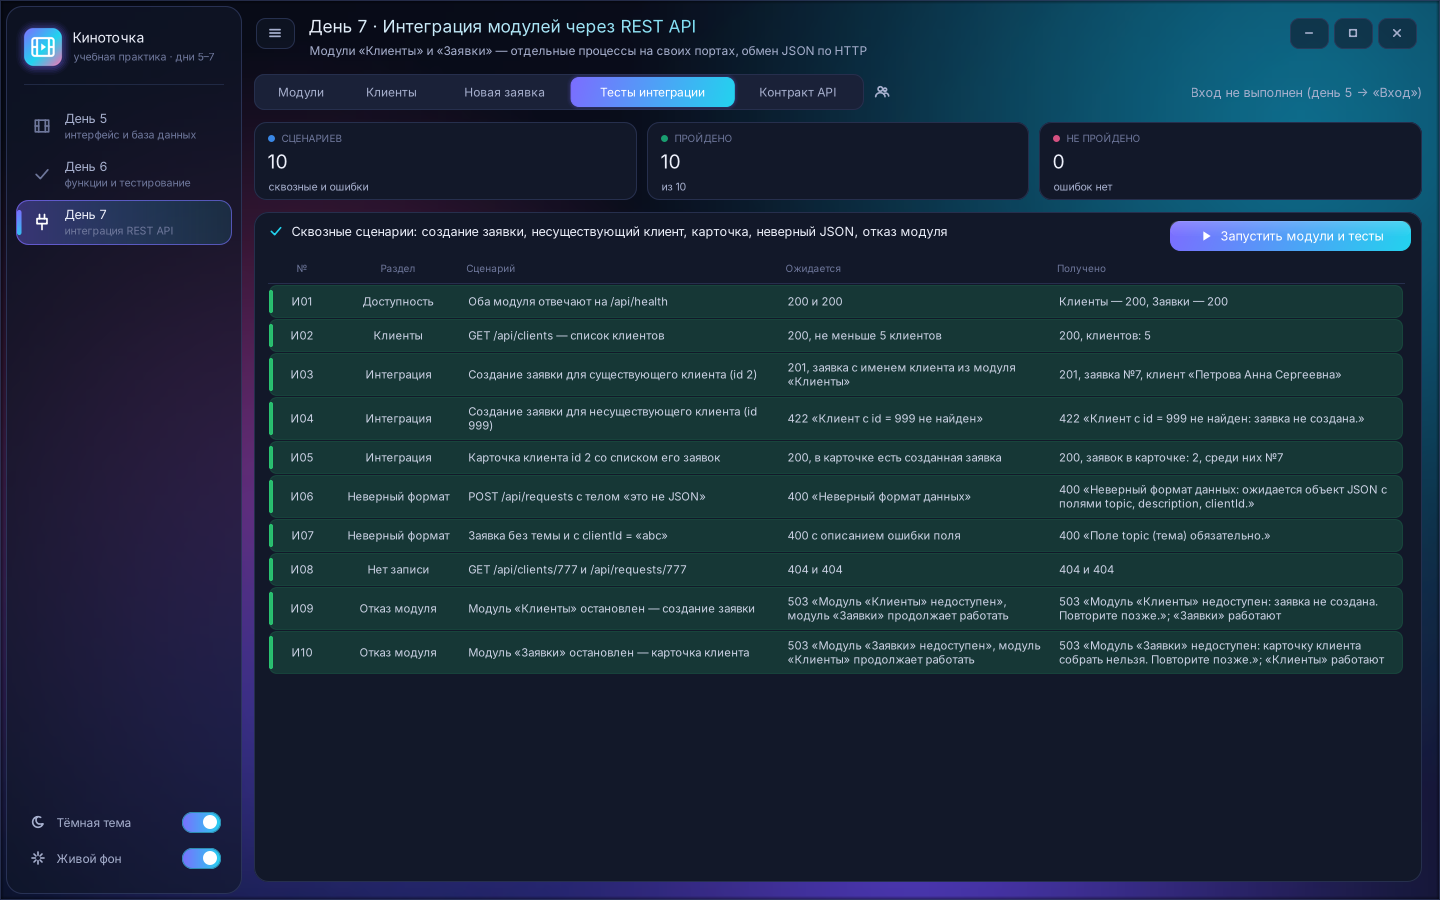 Киноточка
учебная практика · дни 5–7
День 5
интерфейс и база данных
День 6
функции и тестирование
День 7
интеграция REST API
Тёмная тема
Живой фон
День 7 · Интеграция модулей через REST API
Модули «Клиенты» и «Заявки» — отдельные процессы на своих портах, обмен JSON по HTTP
Модули Клиенты Новая заявка Тесты интеграции Контракт API
Вход не выполнен (день 5 → «Вход»)
СЦЕНАРИЕВ
10
сквозные и ошибки
ПРОЙДЕНО
10
из 10
НЕ ПРОЙДЕНО
0
ошибок нет
Сквозные сценарии: создание заявки, несуществующий клиент, карточка, неверный JSON, отказ модуля
Запустить модули и тесты
№ Раздел Сценарий Ожидается Получено
И01 Доступность Оба модуля отвечают на /api/health 200 и 200 Клиенты — 200, Заявки — 200
И02 Клиенты GET /api/clients — список клиентов 200, не меньше 5 клиентов 200, клиентов: 5
И03 Интеграция Создание заявки для существующего клиента (id 2) 201, заявка с именем клиента из модуля
«Клиенты» 201, заявка №7, клиент «Петрова Анна Сергеевна»
И04 Интеграция Создание заявки для несуществующего клиента (id
999) 422 «Клиент с id = 999 не найден» 422 «Клиент с id = 999 не найден: заявка не создана.»
И05 Интеграция Карточка клиента id 2 со списком его заявок 200, в карточке есть созданная заявка 200, заявок в карточке: 2, среди них №7
И06 Неверный формат POST /api/requests с телом «это не JSON» 400 «Неверный формат данных» 400 «Неверный формат данных: ожидается объект JSON с
полями topic, description, clientId.»
И07 Неверный формат Заявка без темы и с clientId = «abc» 400 с описанием ошибки поля 400 «Поле topic (тема) обязательно.»
И08 Нет записи GET /api/clients/777 и /api/requests/777 404 и 404 404 и 404
И09 Отказ модуля Модуль «Клиенты» остановлен — создание заявки 503 «Модуль «Клиенты» недоступен»,
модуль «Заявки» продолжает работать 503 «Модуль «Клиенты» недоступен: заявка не создана.
Повторите позже.»; «Заявки» работают
И10 Отказ модуля Модуль «Заявки» остановлен — карточка клиента 503 «Модуль «Заявки» недоступен», модуль
«Клиенты» продолжает работать 503 «Модуль «Заявки» недоступен: карточку клиента
собрать нельзя. Повторите позже.»; «Клиенты» работают